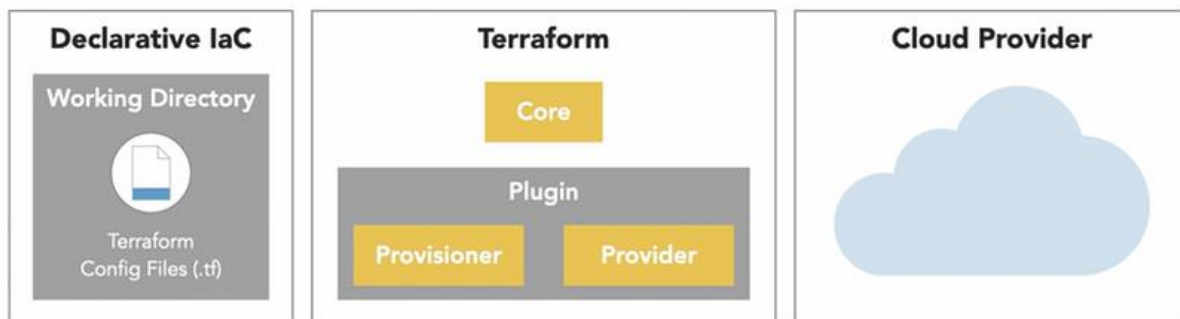 Declarative IaC
Working Directory
Terraform
Config Files (.tf)
Terraform
Core
Plugin
Provisioner
Provider
Cloud Provider